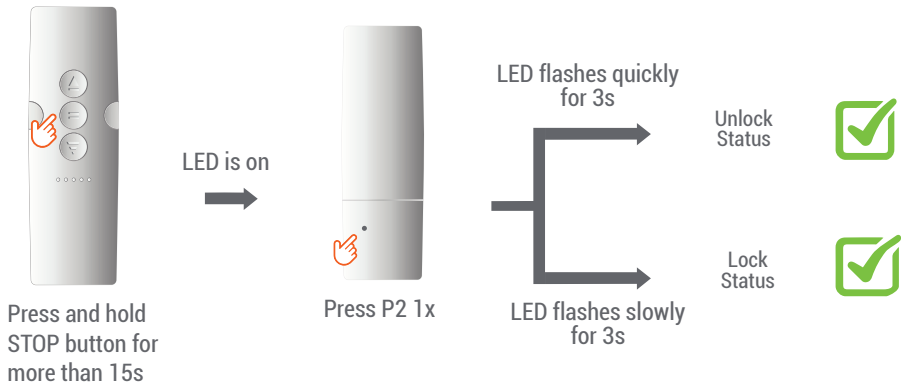 Press and hold
STOP button for
more than 15s
LED is on
Press P2 1x
LED flashes quickly
for 3s
Unlock
Status
LED flashes slowly
for 3s
Lock
Status